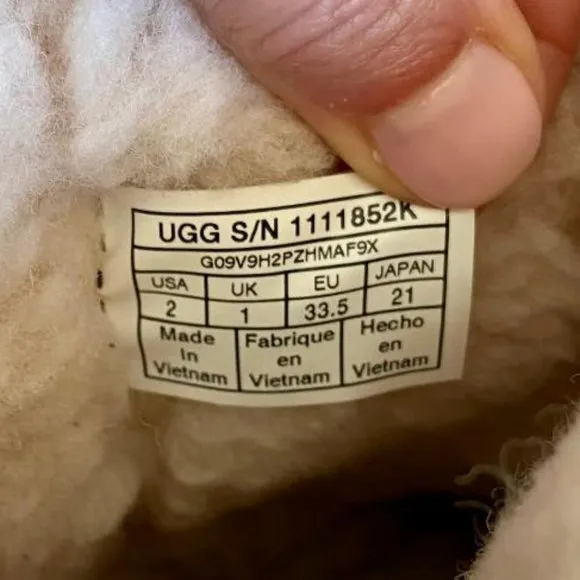 UGG S/N 1111852K
G09V9H2PZHMAF9X
USA UK EU JAPAN
2 1 33.5 21
Made In Vietnam
Fabrique en Vietnam
Hecho en Vietnam